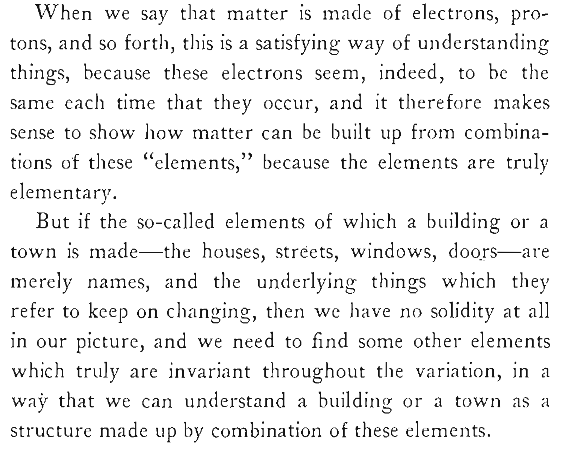 When we say that matter is made of electrons, pro-
tons, and so forth, this is a satisfying way of understanding
things, because these electrons seem, indeed, to be the
same each time that they occur, and it therefore makes
sense to show how matter can be built up from combina-
tions of these “elements,” because the elements are truly
elementary.
But if the so-called elements of which a building or a
town is made—the houses, streets, windows, doors—are
merely names, and the underlying things which they
refer to keep on changing, then we have no solidity at all
in our picture, and we need to find some other elements
which truly are invariant throughout the variation, in a
way that we can understand a building or a town as a
structure made up by combination of these elements.